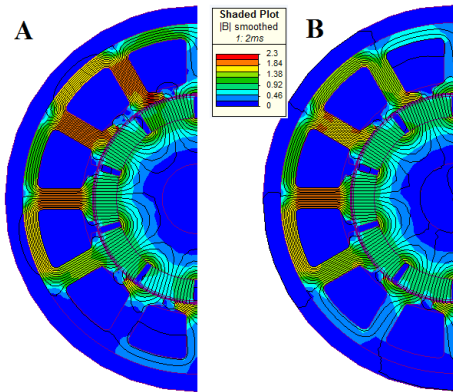 A
Shaded Plot
|B| smoothed
1: 2ms
2.3
1.84
1.38
0.92
0.46
0
B